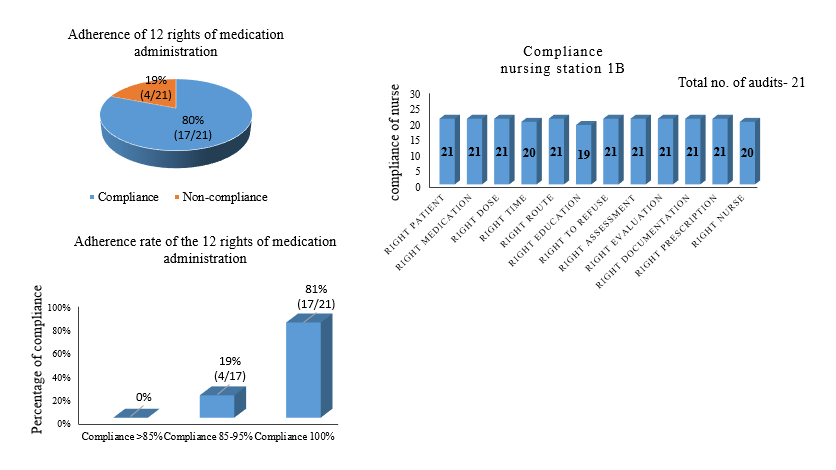 Adherence of 12 rights of medication
administration
19%
(4/21)
80%
(17/21)
Compliance
Non-compliance
Compliance
nursing station 1B
Total no. of audits- 21
compliance of nurse
30
25
20
15
10
5
0
21
21
21
20
21
19
21
21
21
21
21
20
RIGHT PATIENT
RIGHT MEDICATION
RIGHT DOSE
RIGHT TIME
RIGHT ROUTE
RIGHT EDUCATION
RIGHT TO REFUSE
RIGHT ASSESSMENT
RIGHT EVALUATION
RIGHT DOCUMENTATION
RIGHT PRESCRIPTION
RIGHT NURSE
Adherence rate of the 12 rights of medication
administration
Percentage of compliance
100%
80%
60%
40%
20%
0%
0%
19%
(4/17)
81%
(17/21)
Compliance >85%
Compliance 85-95%
Compliance 100%